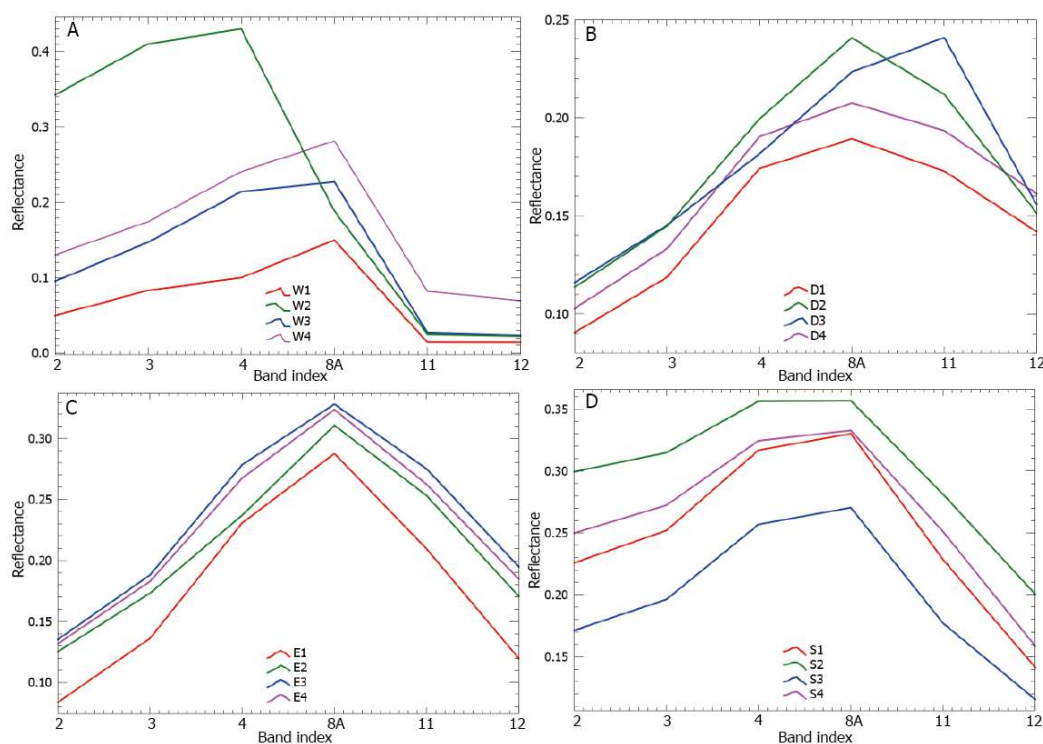 A
Reflectance
0.4
0.3
0.2
0.1
0.0
W1
W2
W3
W4
2 3 4 8A 11 12
Band index
B
Reflectance
0.25
0.20
0.15
0.10
D1
D2
D3
D4
2 3 4 8A 11 12
Band index
C
Reflectance
0.30
0.25
0.20
0.15
0.10
E1
E2
E3
E4
2 3 4 8A 11 12
Band index
D
Reflectance
0.35
0.30
0.25
0.20
0.15
S1
S2
S3
S4
2 3 4 8A 11 12
Band index